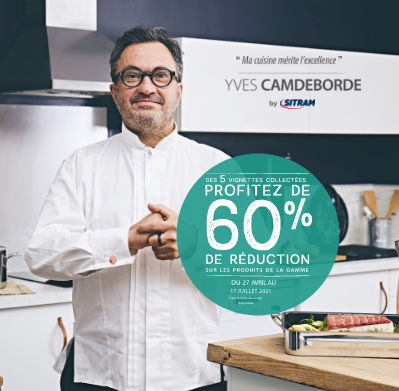 “ Ma cuisine mérite l'excellence ”
YVES CAMDEBORDE
by SITRAM
DÈS 5 VIGNETTES COLLECTÉES
PROFITEZ DE
60%
DE RÉDUCTION
SUR LES PRODUITS DE LA GAMME
DU 27 AVRIL AU
17 JUILLET 2021